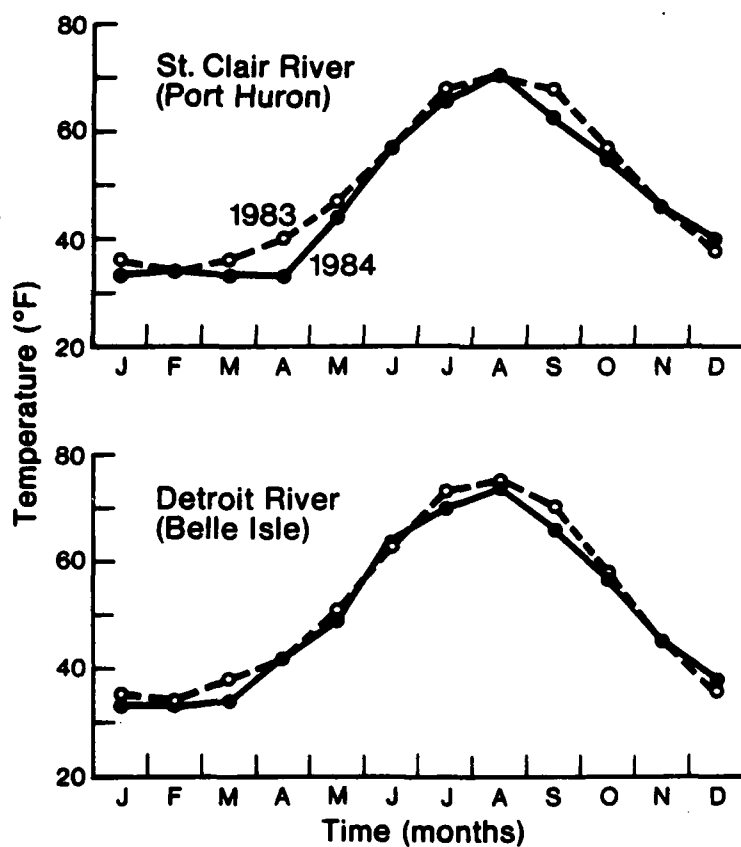 80
St. Clair River
(Port Huron)
60
1983
40
1984
20
J F M A M J J A S O N D
Temperature (°F)
80
Detroit River
(Belle Isle)
60
40
20
J F M A M J J A S O N D
Time (months)